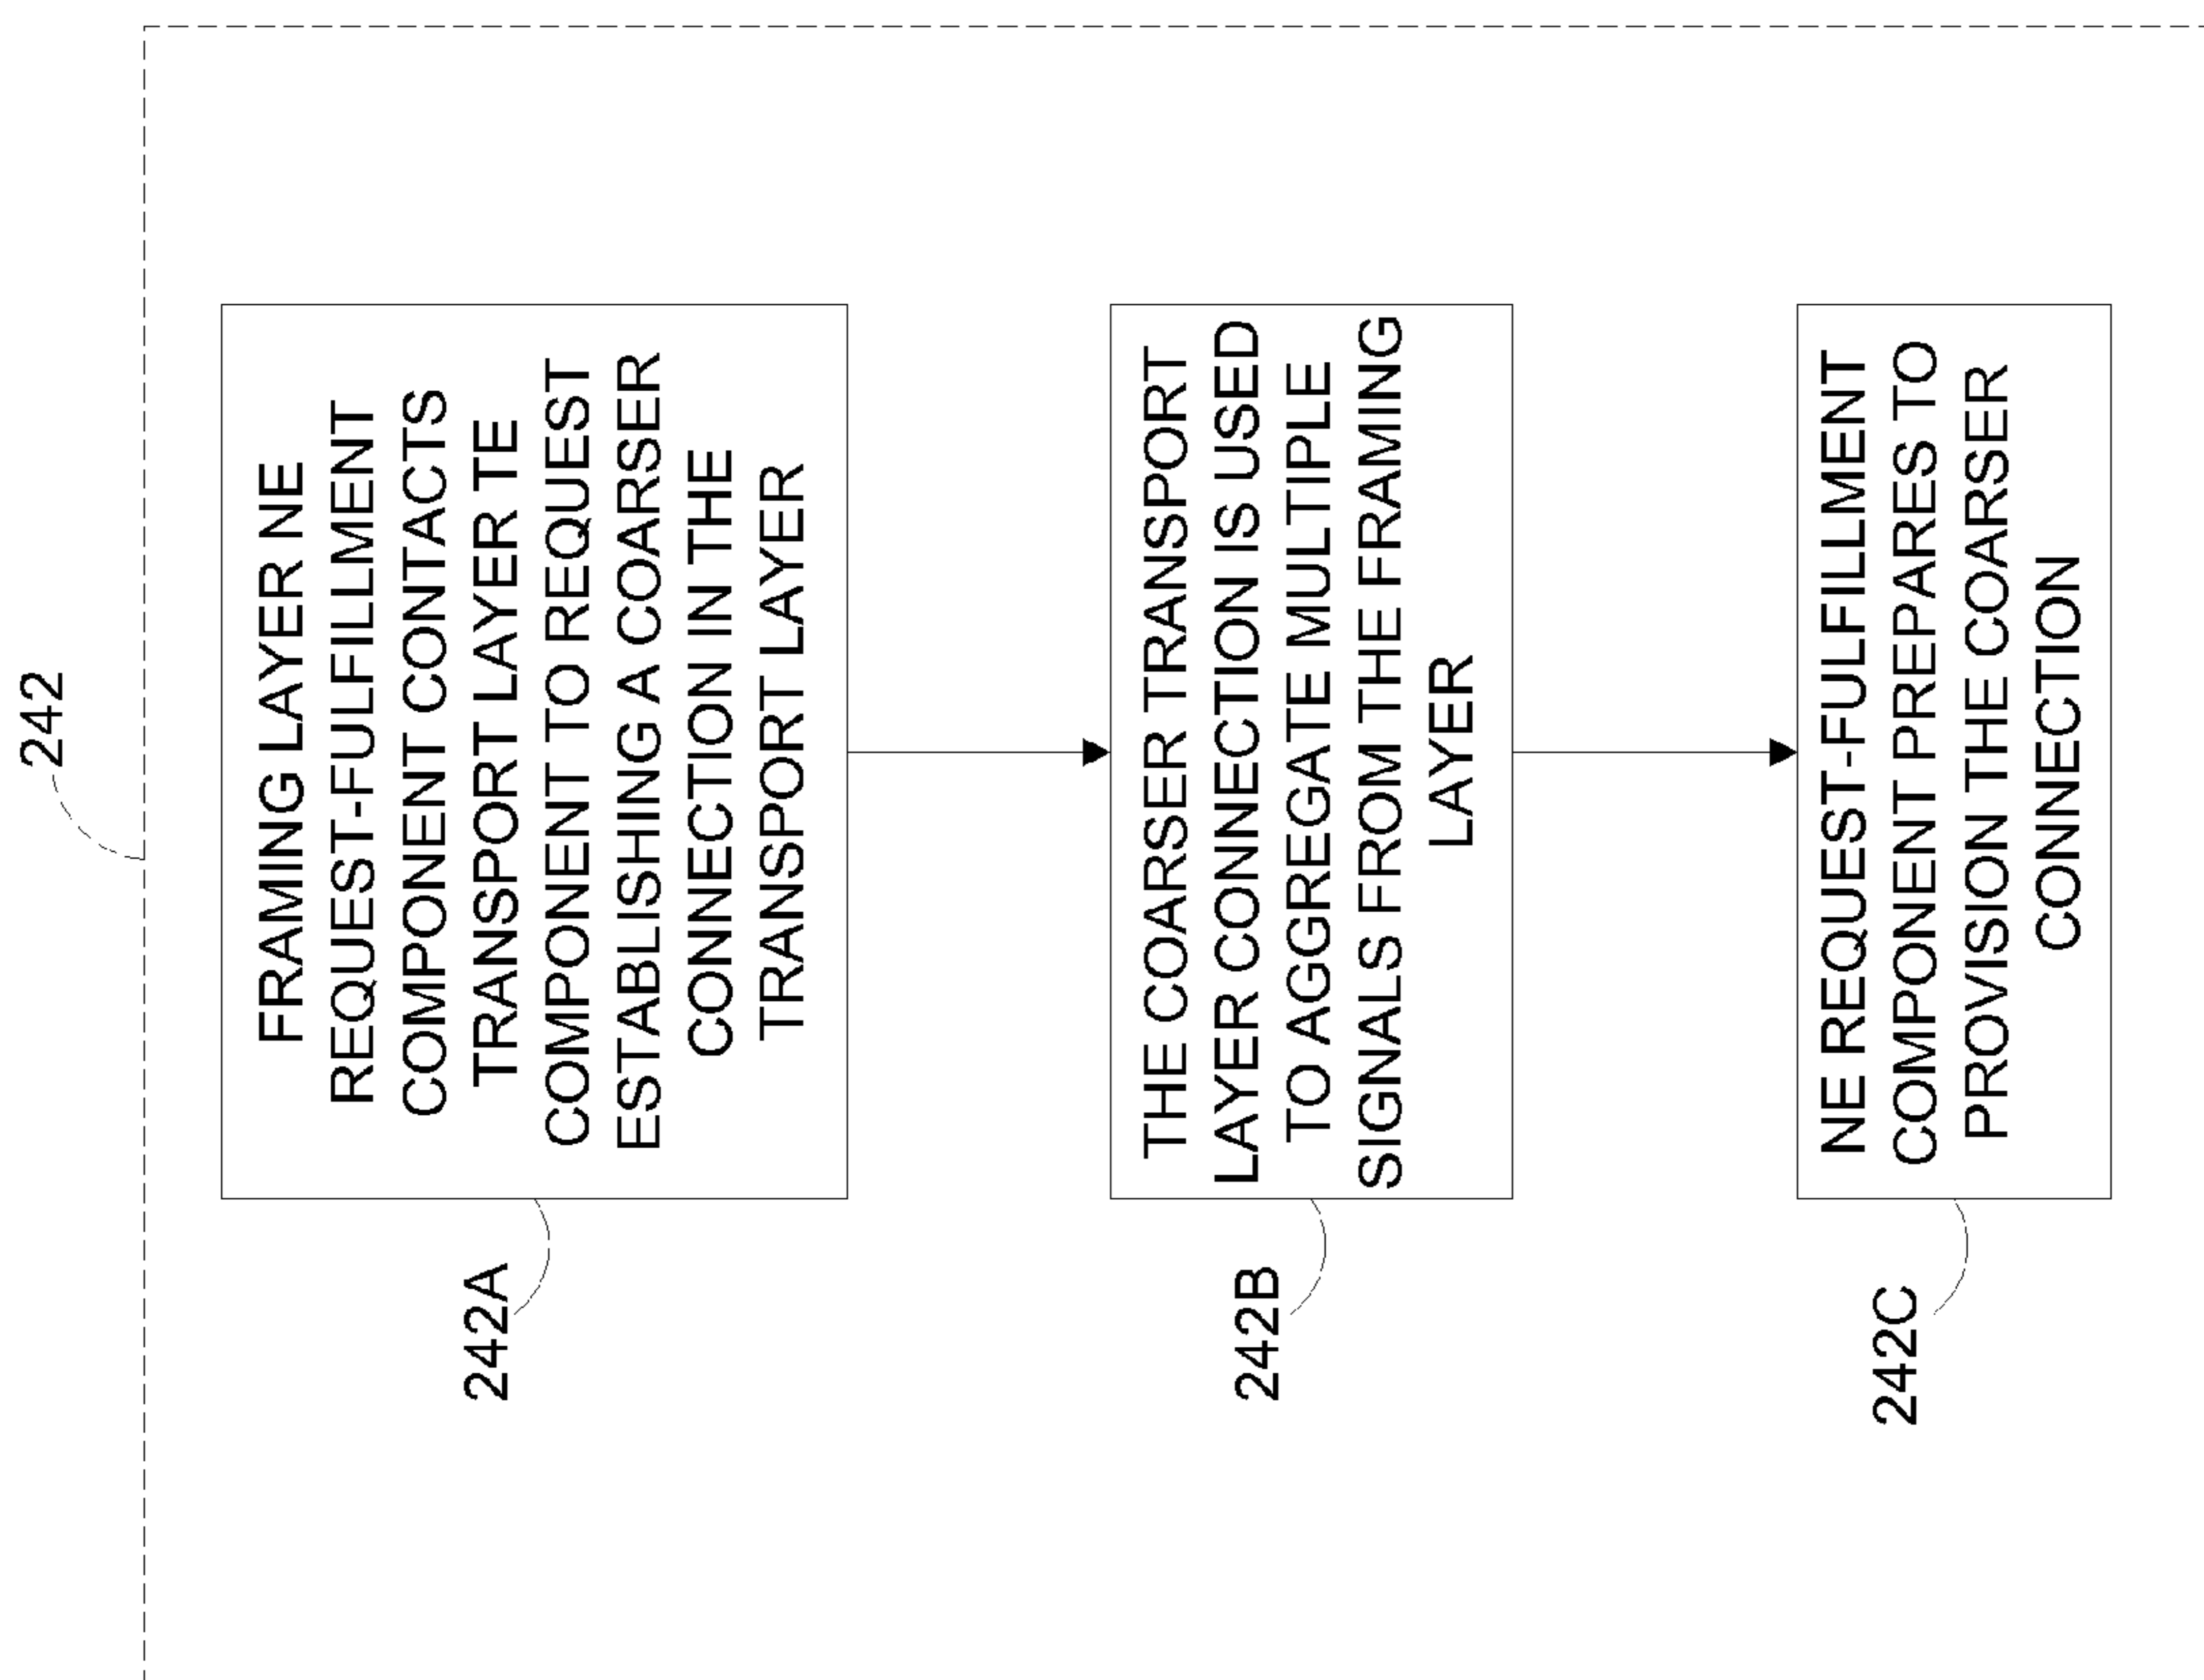 242
FRAMING LAYER NE
REQUEST-FULFILLMENT
COMPONENT CONTACTS
TRANSPORT LAYER TE
COMPONENT TO REQUEST
ESTABLISHING A COARSER
CONNECTION IN THE
TRANSPORT LAYER
242A
THE COARSER TRANSPORT
LAYER CONNECTION IS USED
TO AGGREGATE MULTIPLE
SIGNALS FROM THE FRAMING
LAYER
242B
NE REQUEST-FULFILLMENT
COMPONENT PREPARES TO
PROVISION THE COARSER
CONNECTION
242C